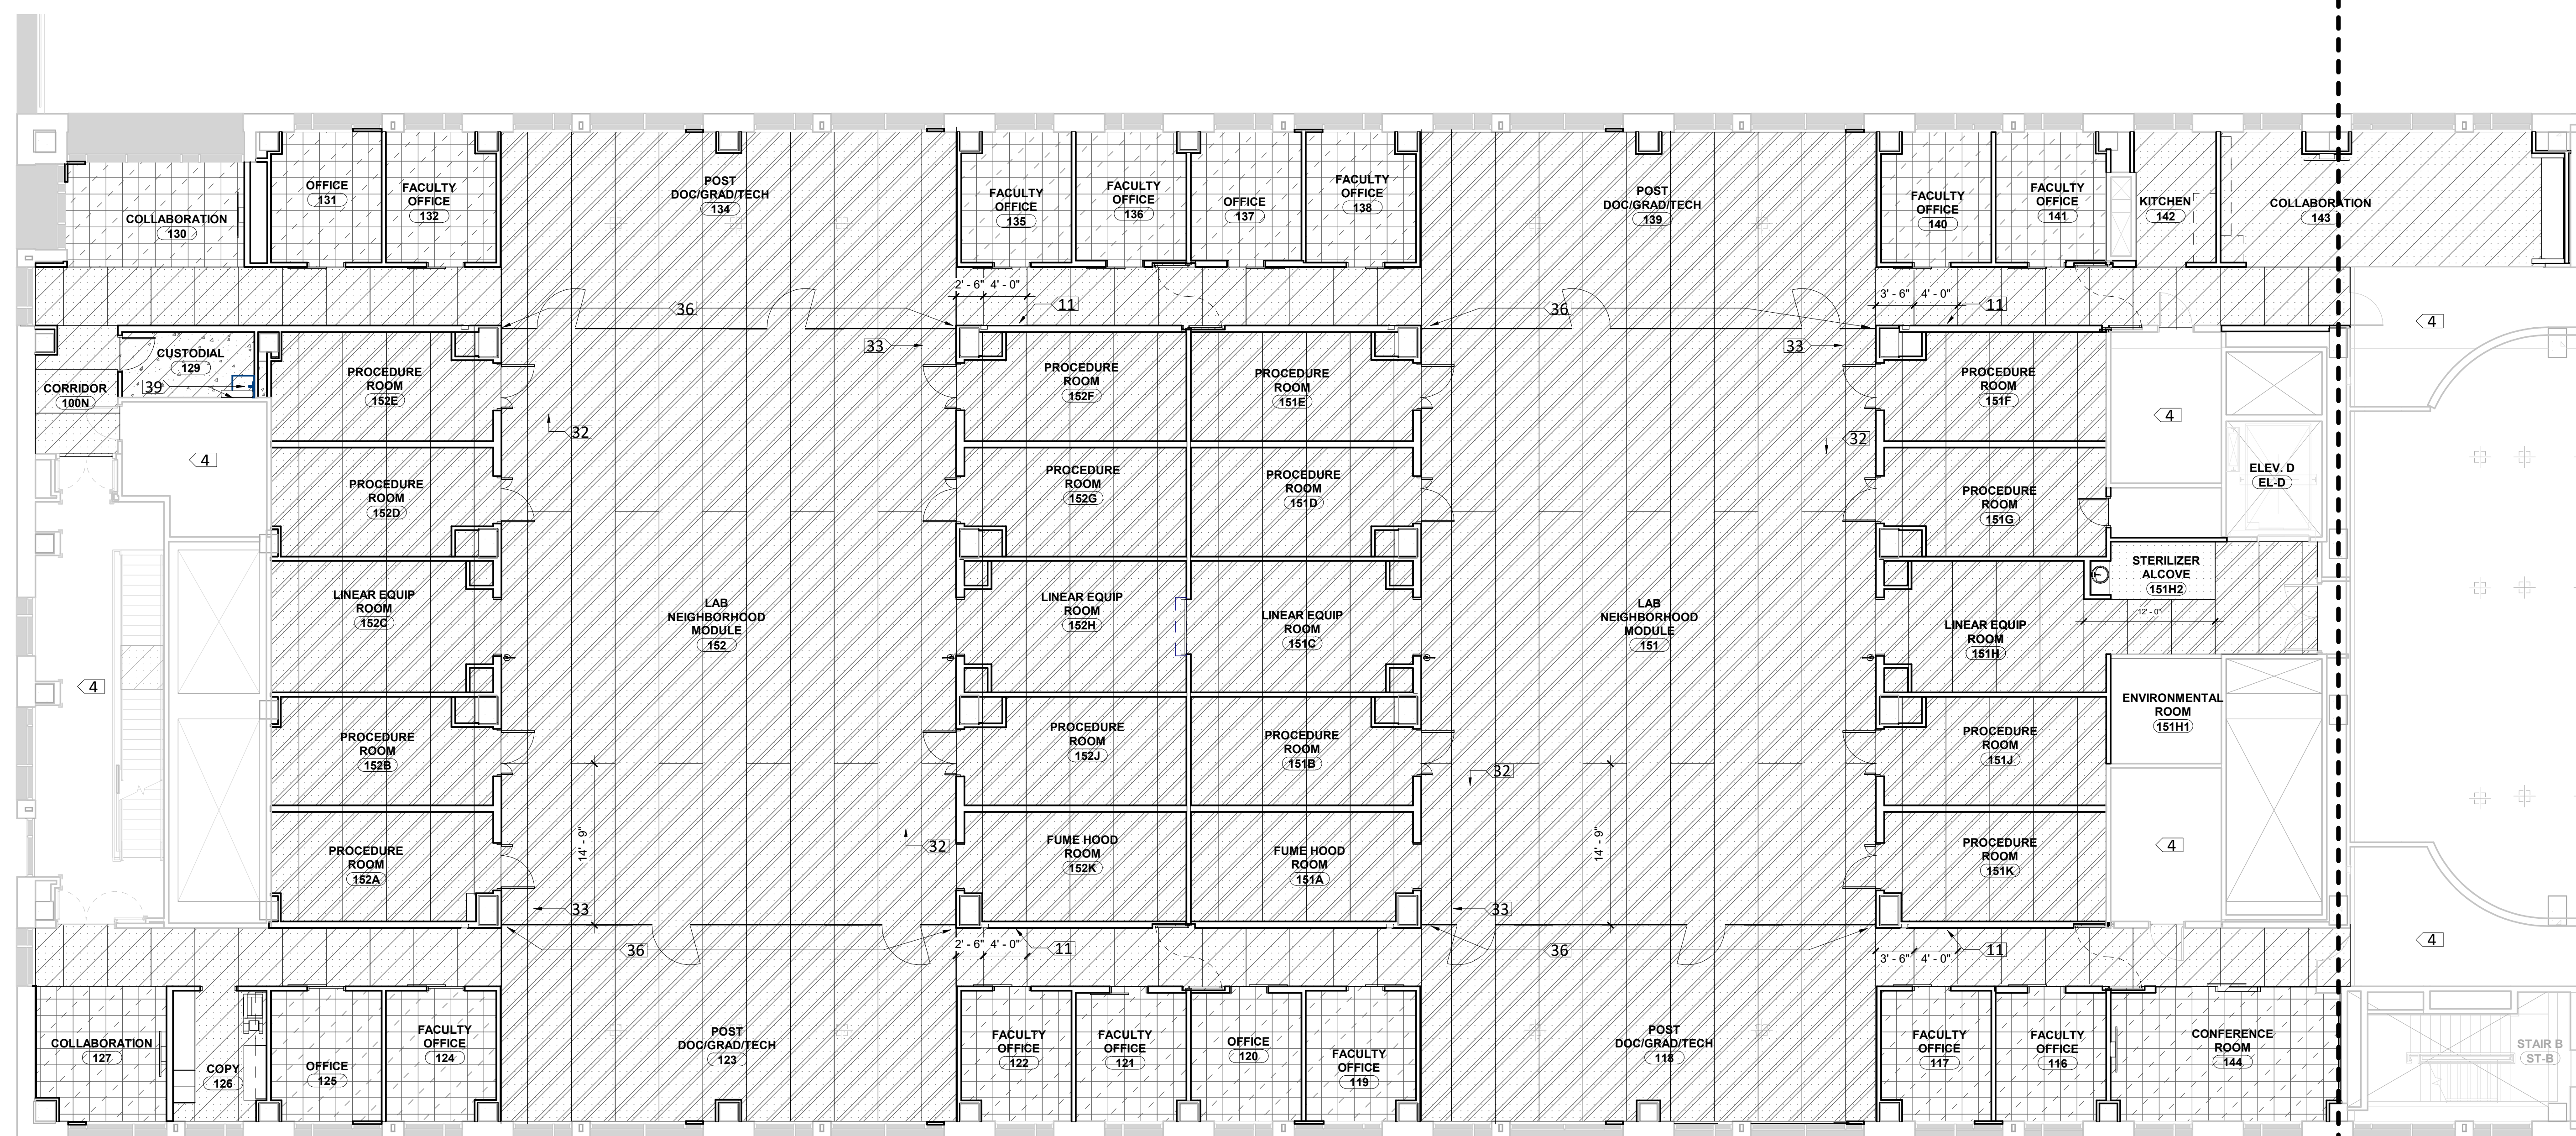 OFFICE
131
FACULTY
OFFICE
132
COLLABORATION
130
POST
DOC/GRAD/TECH
134
FACULTY
OFFICE
135
FACULTY
OFFICE
136
OFFICE
137
FACULTY
OFFICE
138
POST
DOC/GRAD/TECH
139
FACULTY
OFFICE
140
FACULTY
OFFICE
141
KITCHEN
142
COLLABORATION
143
36
2' - 6"
4' - 0"
11
36
3' - 6"
4' - 0"
11
4
33
33
CUSTODIAL
129
39
CORRIDOR
100N
PROCEDURE
ROOM
152E
PROCEDURE
ROOM
152F
PROCEDURE
ROOM
151E
PROCEDURE
ROOM
151F
4
32
32
4
PROCEDURE
ROOM
152D
PROCEDURE
ROOM
152G
PROCEDURE
ROOM
151D
PROCEDURE
ROOM
151G
ELEV. D
EL-D
LINEAR EQUIP
ROOM
152C
LAB
NEIGHBORHOOD
MODULE
152
LINEAR EQUIP
ROOM
152H
LINEAR EQUIP
ROOM
151C
LAB
NEIGHBORHOOD
MODULE
151
LINEAR EQUIP
ROOM
151H
STERILIZER
ALCOVE
151H2
12' - 0"
4
ENVIRONMENTAL
ROOM
151H1
PROCEDURE
ROOM
152B
PROCEDURE
ROOM
152J
PROCEDURE
ROOM
151B
PROCEDURE
ROOM
151J
32
14' - 9"
32
14' - 9"
PROCEDURE
ROOM
152A
FUME HOOD
ROOM
152K
FUME HOOD
ROOM
151A
PROCEDURE
ROOM
151K
4
33
33
36
2' - 6"
4' - 0"
11
36
3' - 6"
4' - 0"
11
4
COLLABORATION
127
COPY
126
OFFICE
125
FACULTY
OFFICE
124
POST
DOC/GRAD/TECH
123
FACULTY
OFFICE
122
FACULTY
OFFICE
121
OFFICE
120
FACULTY
OFFICE
119
POST
DOC/GRAD/TECH
118
FACULTY
OFFICE
117
FACULTY
OFFICE
116
CONFERENCE
ROOM
144
STAIR B
ST-B